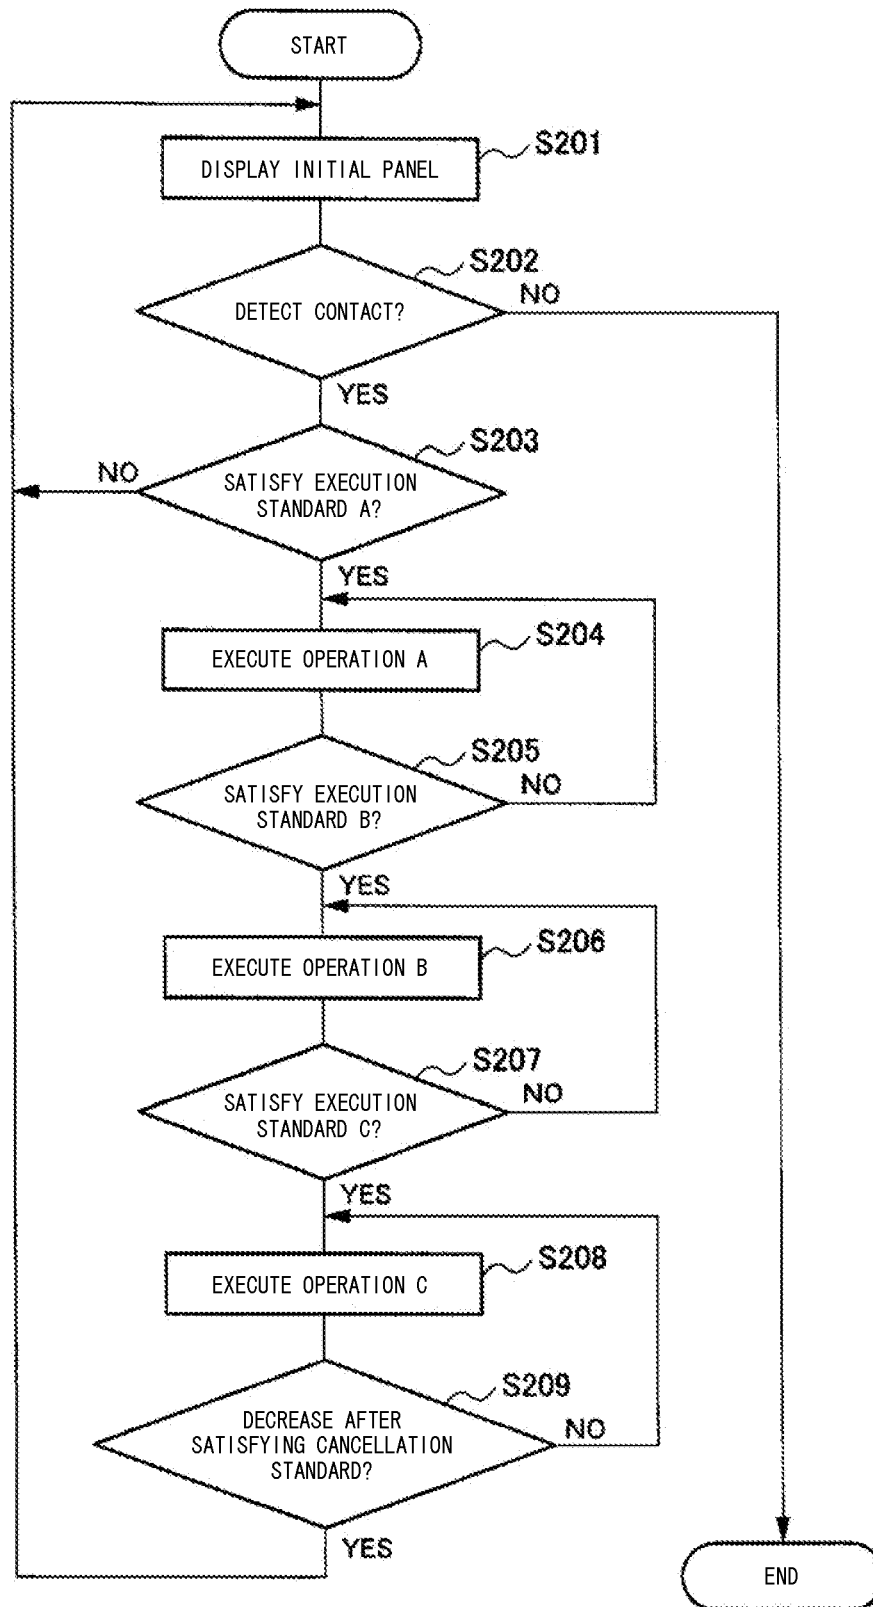 START
S201
DISPLAY INITIAL PANEL
S202
DETECT CONTACT?
NO
YES
S203
NO
SATISFY EXECUTION
STANDARD A?
YES
S204
EXECUTE OPERATION A
S205
SATISFY EXECUTION
STANDARD B?
NO
YES
S206
EXECUTE OPERATION B
S207
SATISFY EXECUTION
STANDARD C?
NO
YES
S208
EXECUTE OPERATION C
S209
DECREASE AFTER
SATISFYING CANCELLATION
STANDARD?
NO
YES
END